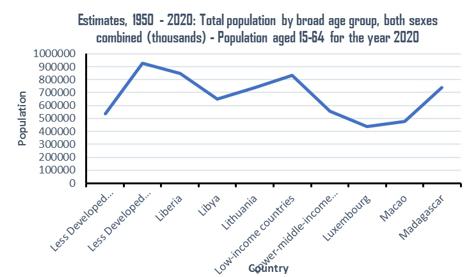 Estimates, 1950 - 2020: Total population by broad age group, both sexes
combined (thousands) - Population aged 15-64 for the year 2020
1000000
900000
800000
700000
600000
500000
400000
300000
200000
100000
0
Population
Less Developed...
Less Developed...
Liberia
Libya
Lithuania
Low-income countries
Lower-middle-income...
Luxembourg
Macao
Madagascar
Country